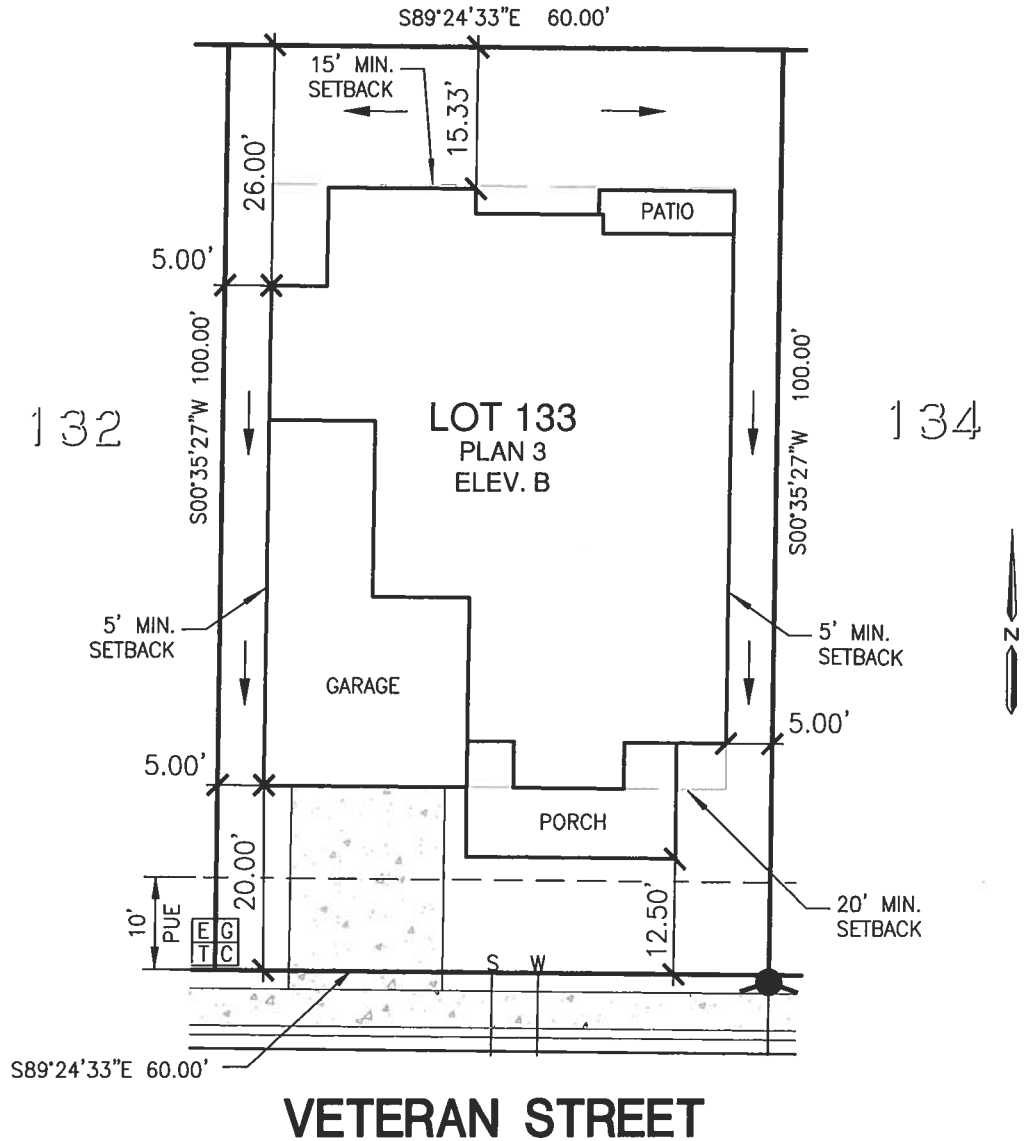 S89°24'33"E 60.00'
15' MIN.
SETBACK
15.33'
26.00'
PATIO
5.00'
S00°35'27"W 100.00'
S00°35'27"W 100.00'
132
LOT 133
PLAN 3
ELEV. B
134
5' MIN.
SETBACK
5' MIN.
SETBACK
N
GARAGE
5.00'
5.00'
PORCH
20.00'
12.50'
20' MIN.
SETBACK
10'
PUE
E G
T C
S W
S89°24'33"E 60.00'
VETERAN STREET